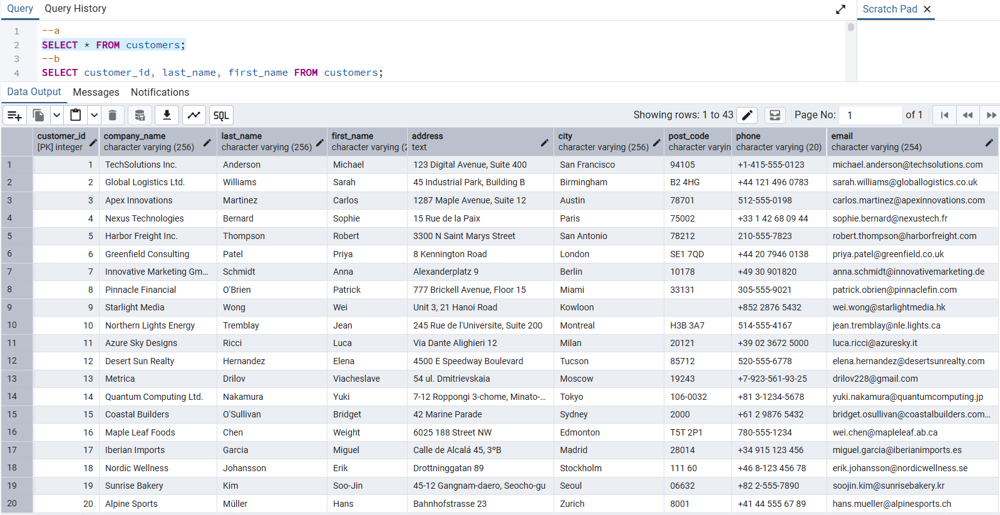 Query Query History Scratch Pad
1 --a
2 SELECT * FROM customers;
3 --b
4 SELECT customer_id, last_name, first_name FROM customers;
Data Output Messages Notifications
SQL Showing rows: 1 to 43 Page No: 1 of 1
customer_id company_name last_name first_name address city post_code phone email
[PK] integer character varying (256) character varying (256) character varying (2 text character varying (256) character varyin character varying (20) character varying (254)
1 1 TechSolutions Inc. Anderson Michael 123 Digital Avenue, Suite 400 San Francisco 94105 +1-415-555-0123 michael.anderson@techsolutions.com
2 2 Global Logistics Ltd. Williams Sarah 45 Industrial Park, Building B Birmingham B2 4HG +44 121 496 0783 sarah.williams@globallogistics.co.uk
3 3 Apex Innovations Martinez Carlos 1287 Maple Avenue, Suite 12 Austin 78701 512-555-0198 carlos.martinez@apexinnovations.com
4 4 Nexus Technologies Bernard Sophie 15 Rue de la Paix Paris 75002 +33 1 42 68 09 44 sophie.bernard@nexustech.fr
5 5 Harbor Freight Inc. Thompson Robert 3300 N Saint Marys Street San Antonio 78212 210-555-7823 robert.thompson@harborfreight.com
6 6 Greenfield Consulting Patel Priya 8 Kennington Road London SE1 7QD +44 20 7946 0138 priya.patel@greenfield.co.uk
7 7 Innovative Marketing Gm... Schmidt Anna Alexanderplatz 9 Berlin 10178 +49 30 901820 anna.schmidt@innovativemarketing.de
8 8 Pinnacle Financial O'Brien Patrick 777 Brickell Avenue, Floor 15 Miami 33131 305-555-9021 patrick.obrien@pinnaclefin.com
9 9 Starlight Media Wong Wei Unit 3, 21 Hanoi Road Kowloon +852 2876 5432 wei.wong@starlightmedia.hk
10 10 Northern Lights Energy Tremblay Jean 245 Rue de l'Universite, Suite 200 Montreal H3B 3A7 514-555-4167 jean.tremblay@nle.lights.ca
11 11 Azure Sky Designs Ricci Luca Via Dante Alighieri 12 Milan 20121 +39 02 3672 5000 luca.ricci@azuresky.it
12 12 Desert Sun Realty Hernandez Elena 4500 E Speedway Boulevard Tucson 85712 520-555-6778 elena.hernandez@desertsunrealty.com
13 13 Metrica Drilov Viacheslave 54 ul. Dmitrievskaia Moscow 19243 +7-923-561-93-25 drilov228@gmail.com
14 14 Quantum Computing Ltd. Nakamura Yuki 7-12 Roppongi 3-chome, Minato-... Tokyo 106-0032 +81 3-1234-5678 yuki.nakamura@quantumcomputing.jp
15 15 Coastal Builders O'Sullivan Bridget 42 Marine Parade Sydney 2000 +61 2 9876 5432 bridget.osullivan@coastalbuilders.com...
16 16 Maple Leaf Foods Chen Weight 6025 188 Street NW Edmonton T5T 2P1 780-555-1234 wei.chen@mapleleaf.ab.ca
17 17 Iberian Imports Garcia Miguel Calle de Alcalá 45, 3ºB Madrid 28014 +34 915 123 456 miguel.garcia@iberianimports.es
18 18 Nordic Wellness Johansson Erik Drottninggatan 89 Stockholm 111 60 +46 8-123 456 78 erik.johansson@nordicwellness.se
19 19 Sunrise Bakery Kim Soo-Jin 45-12 Gangnam-daero, Seocho-gu Seoul 06632 +82 2-555-7890 soojin.kim@sunrisebakery.kr
20 20 Alpine Sports Müller Hans Bahnhofstrasse 23 Zurich 8001 +41 44 555 67 89 hans.mueller@alpinesports.ch